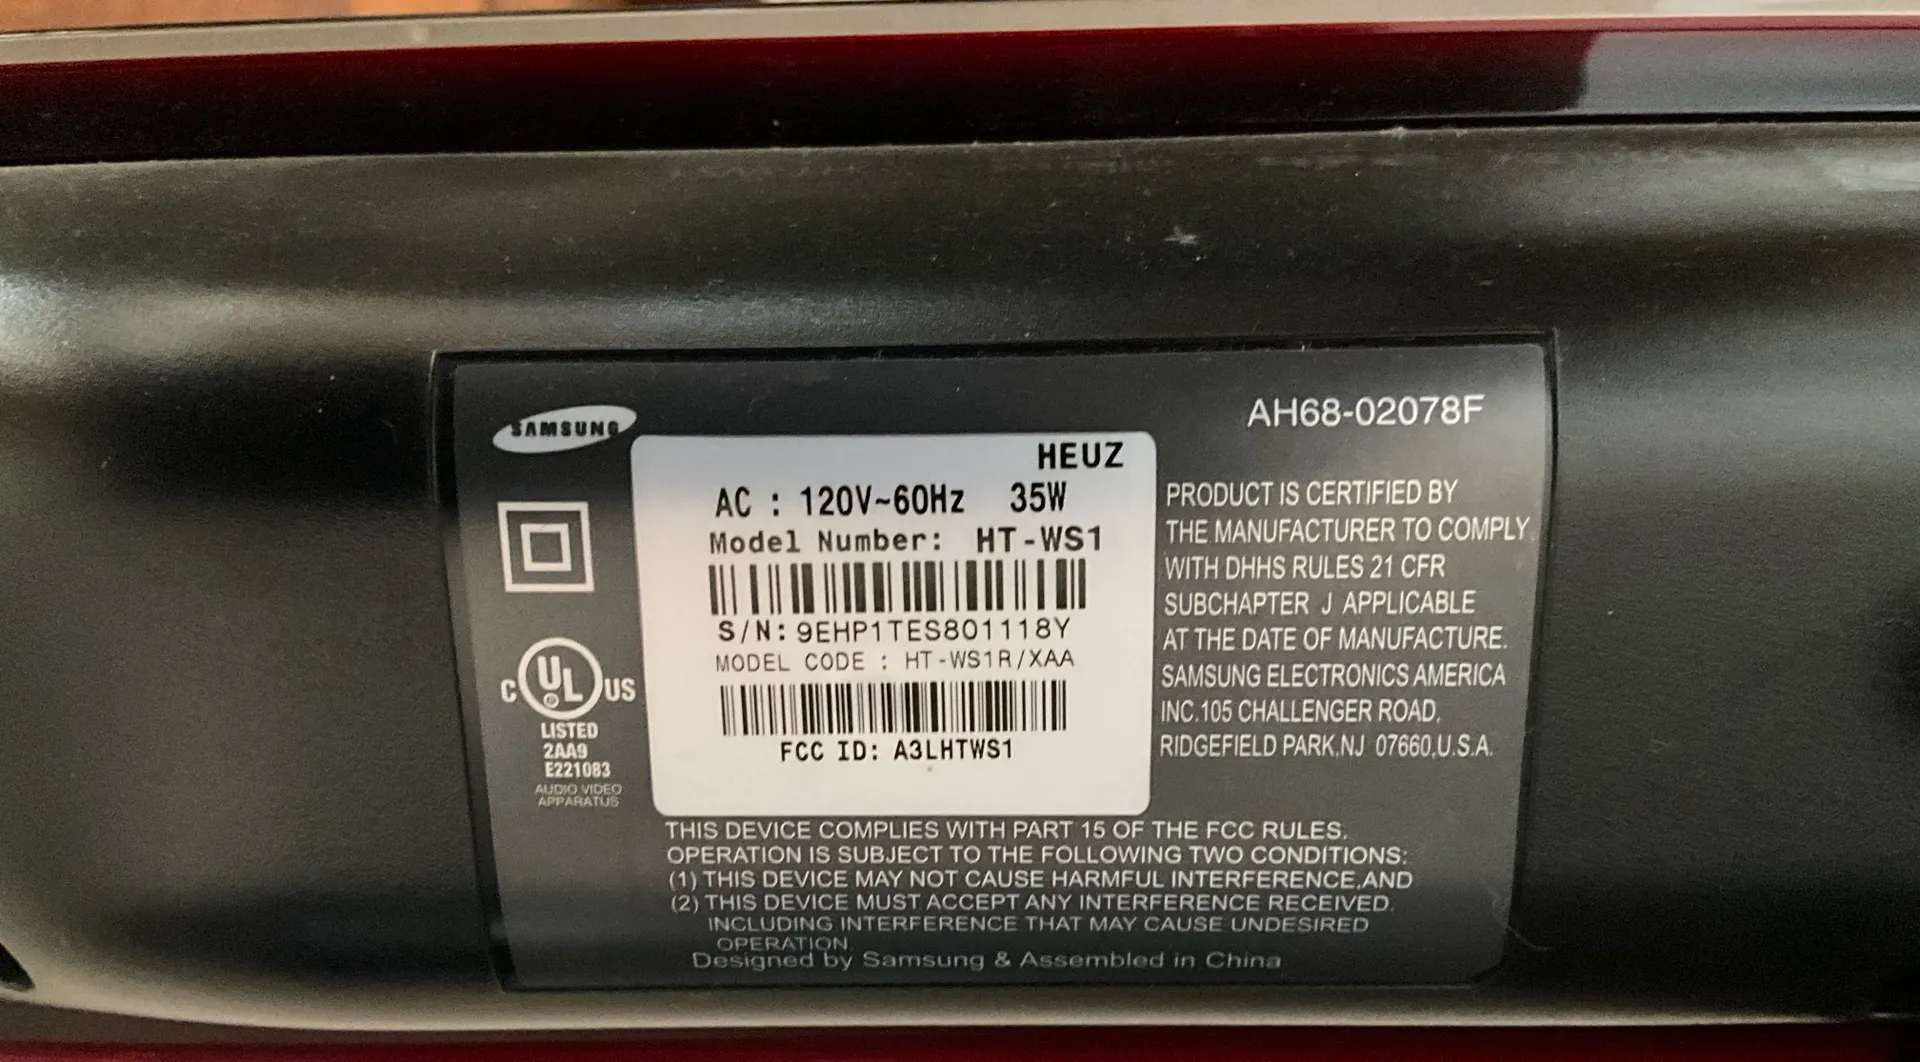 SAMSUNG
AH68-02078F
HEUZ
AC : 120V~60Hz 35W
Model Number: HT-WS1
S/N: 9EHP1TES801118Y
MODEL CODE : HT-WS1R/XAA
FCC ID: A3LHTWS1
C UL ® US
LISTED
2AA9
E221083
AUDIO VIDEO
APPARATUS
PRODUCT IS CERTIFIED BY
THE MANUFACTURER TO COMPLY
WITH DHHS RULES 21 CFR
SUBCHAPTER J APPLICABLE
AT THE DATE OF MANUFACTURE.
SAMSUNG ELECTRONICS AMERICA
INC.105 CHALLENGER ROAD,
RIDGEFIELD PARK,NJ 07660,U.S.A.
THIS DEVICE COMPLIES WITH PART 15 OF THE FCC RULES.
OPERATION IS SUBJECT TO THE FOLLOWING TWO CONDITIONS:
(1) THIS DEVICE MAY NOT CAUSE HARMFUL INTERFERENCE,AND
(2) THIS DEVICE MUST ACCEPT ANY INTERFERENCE RECEIVED.
INCLUDING INTERFERENCE THAT MAY CAUSE UNDESIRED
OPERATION.
Designed by Samsung & Assembled in China